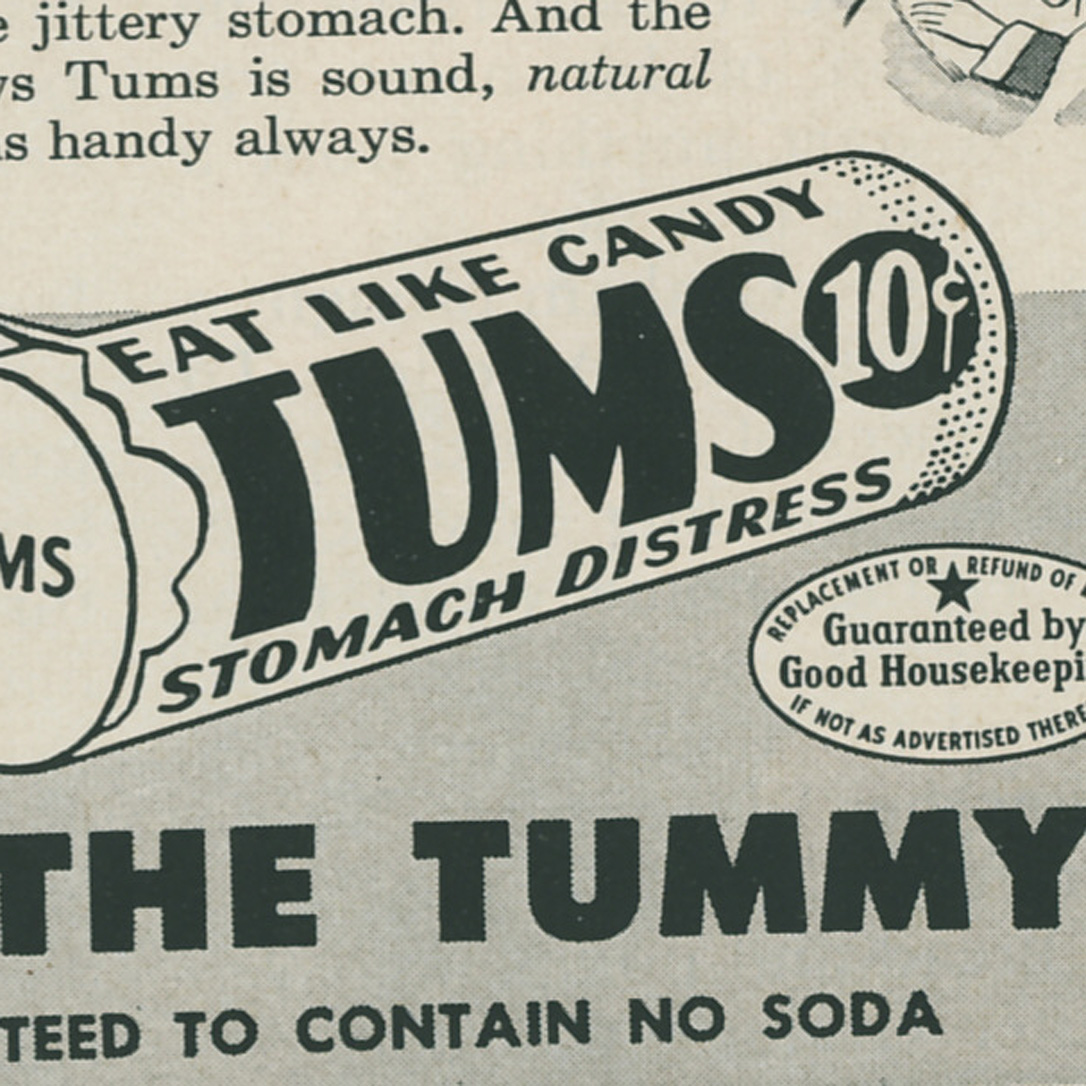 jittery stomach. And the
Tums is sound, natural
handy always.
EAT LIKE CANDY
TUMS 10¢
STOMACH DISTRESS
MS
REPLACEMENT OR ★ REFUND OF
Guaranteed by
Good Housekeepi
IF NOT AS ADVERTISED THERE
THE TUMMY
TEED TO CONTAIN NO SODA